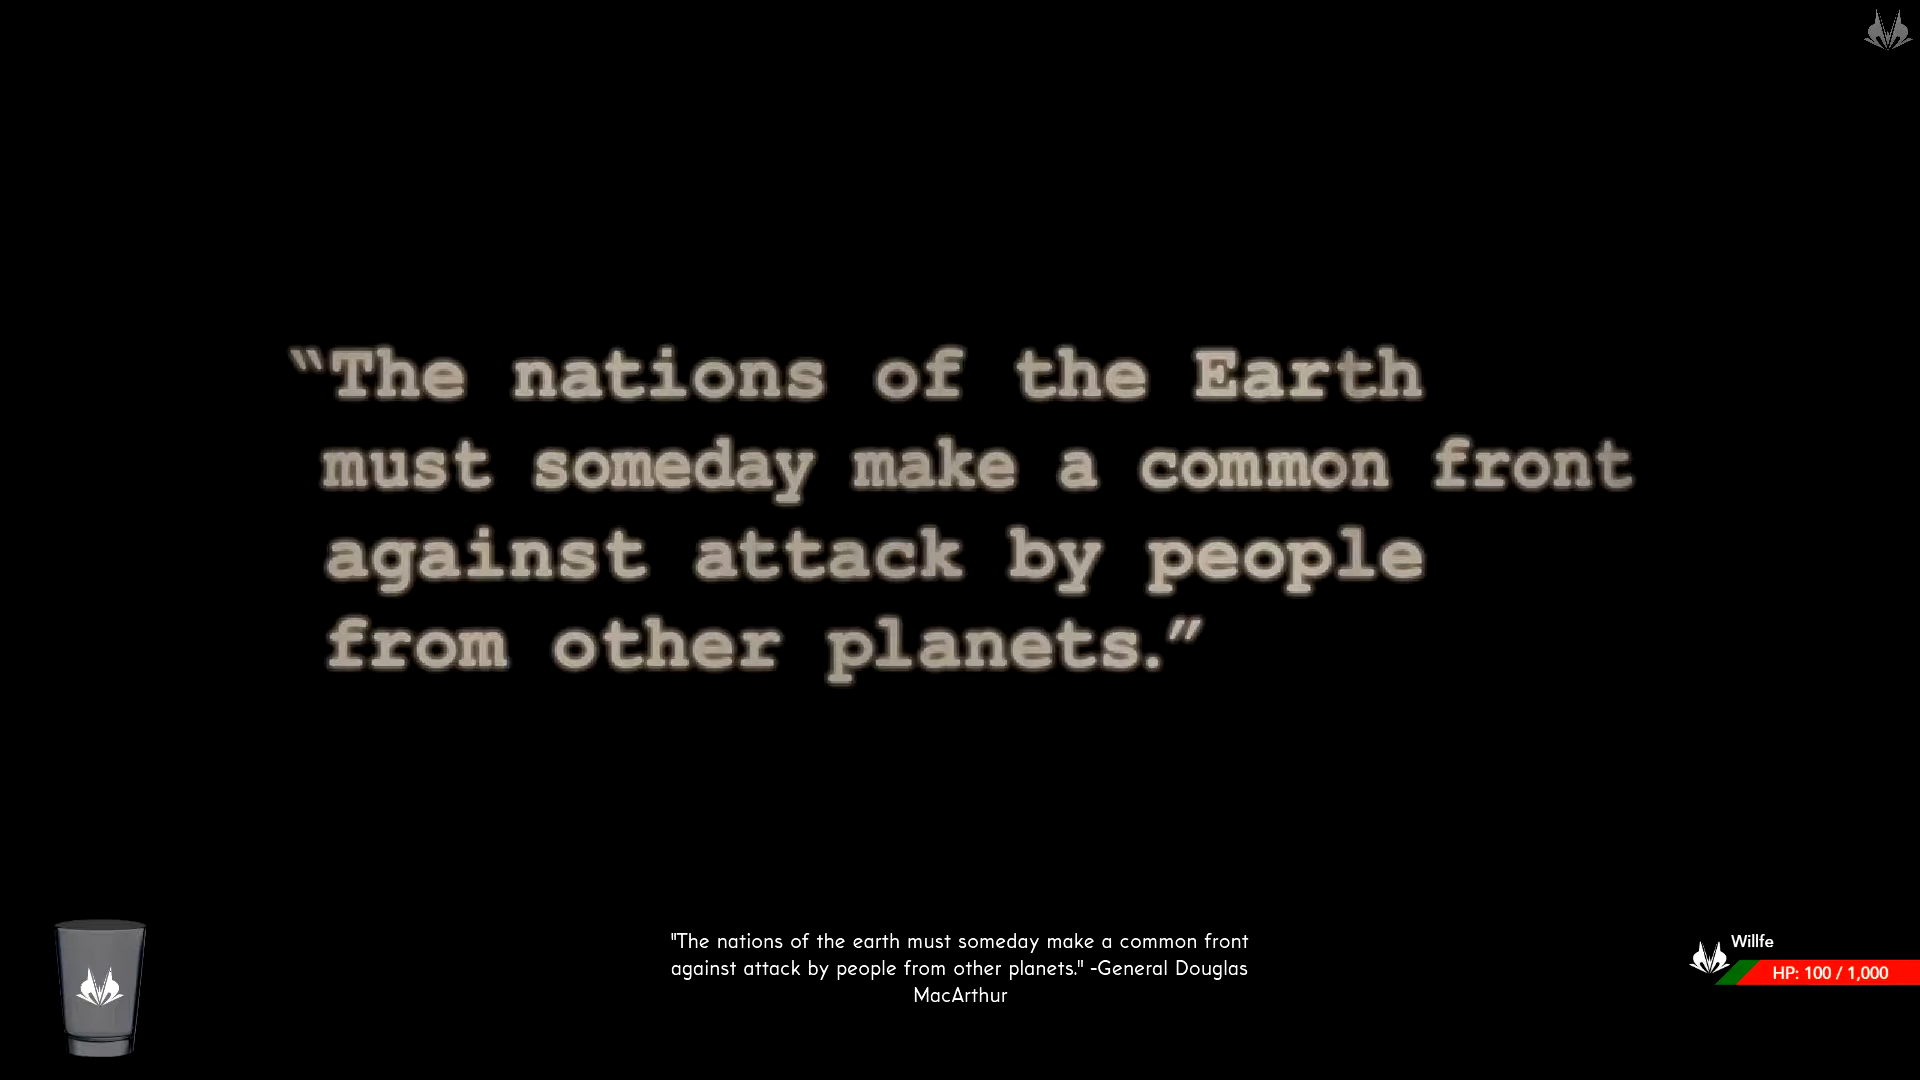 “The nations of the Earth
must someday make a common front
against attack by people
from other planets.”
"The nations of the earth must someday make a common front
against attack by people from other planets." -General Douglas
MacArthur
Willfe
HP: 100 / 1,000